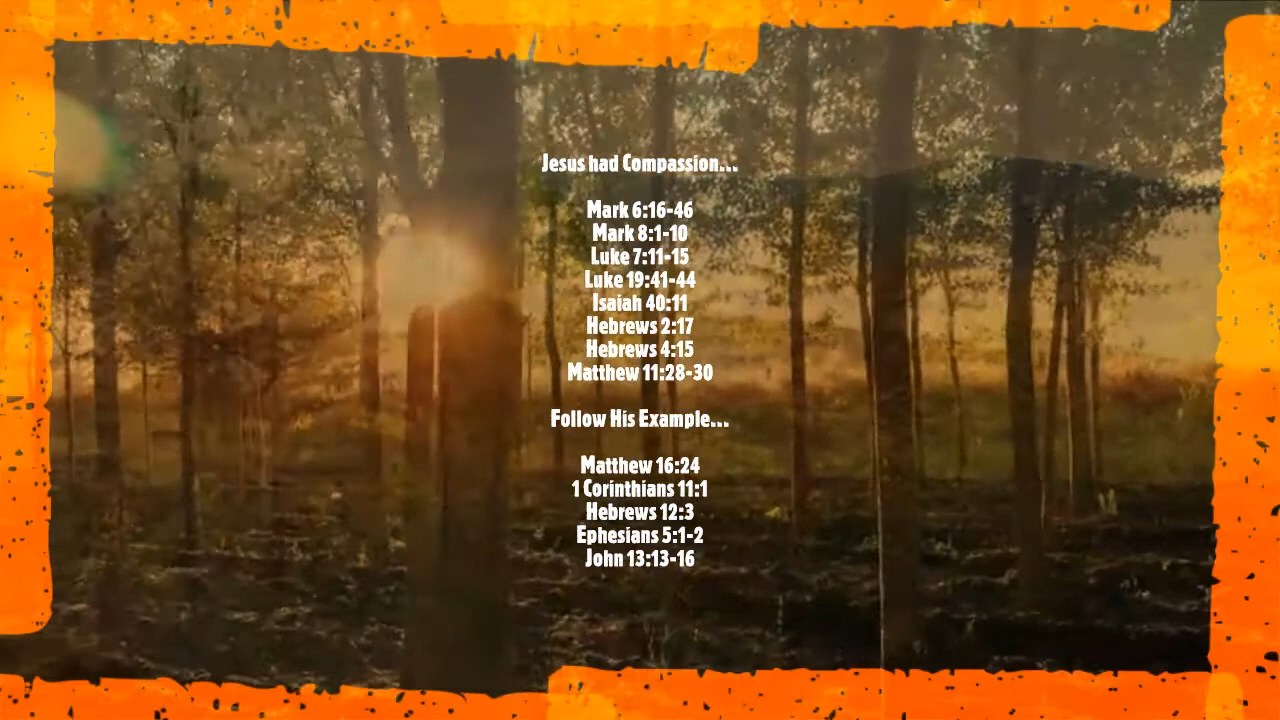 Jesus had Compassion...
Mark 6:16-46
Mark 8:1-10
Luke 7:11-15
Luke 19:41-44
Isaiah 40:11
Hebrews 2:17
Hebrews 4:15
Matthew 11:28-30
Follow His Example...
Matthew 16:24
1 Corinthians 11:1
Hebrews 12:3
Ephesians 5:1-2
John 13:13-16